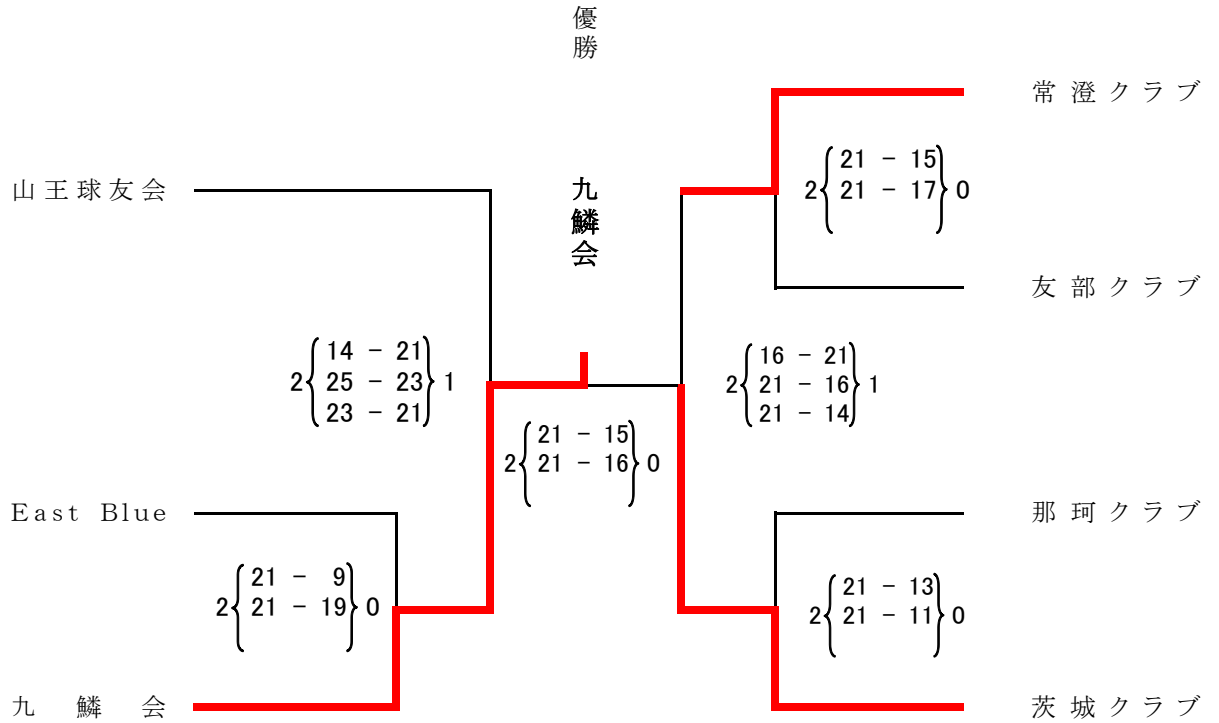 優勝
九鱗会
山王球友会
2 14 - 21 1
25 - 23
23 - 21
East Blue
2 21 - 9 0
21 - 19
九鱗会
2 21 - 15 0
21 - 16
常澄クラブ
2 21 - 15 0
21 - 17
友部クラブ
2 16 - 21 1
21 - 16
21 - 14
那珂クラブ
2 21 - 13 0
21 - 11
茨城クラブ